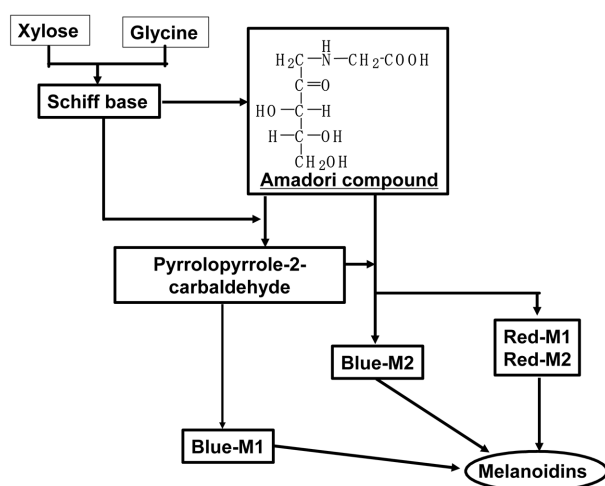 Xylose
Glycine
Schiff base
H
H₂C—N—CH₂-COOH
C=O
HO—C—H
H—C—OH
CH₂OH
Amadori compound
Pyrrolopyrrole-2-
carbaldehyde
Red-M1
Red-M2
Blue-M2
Blue-M1
Melanoidins